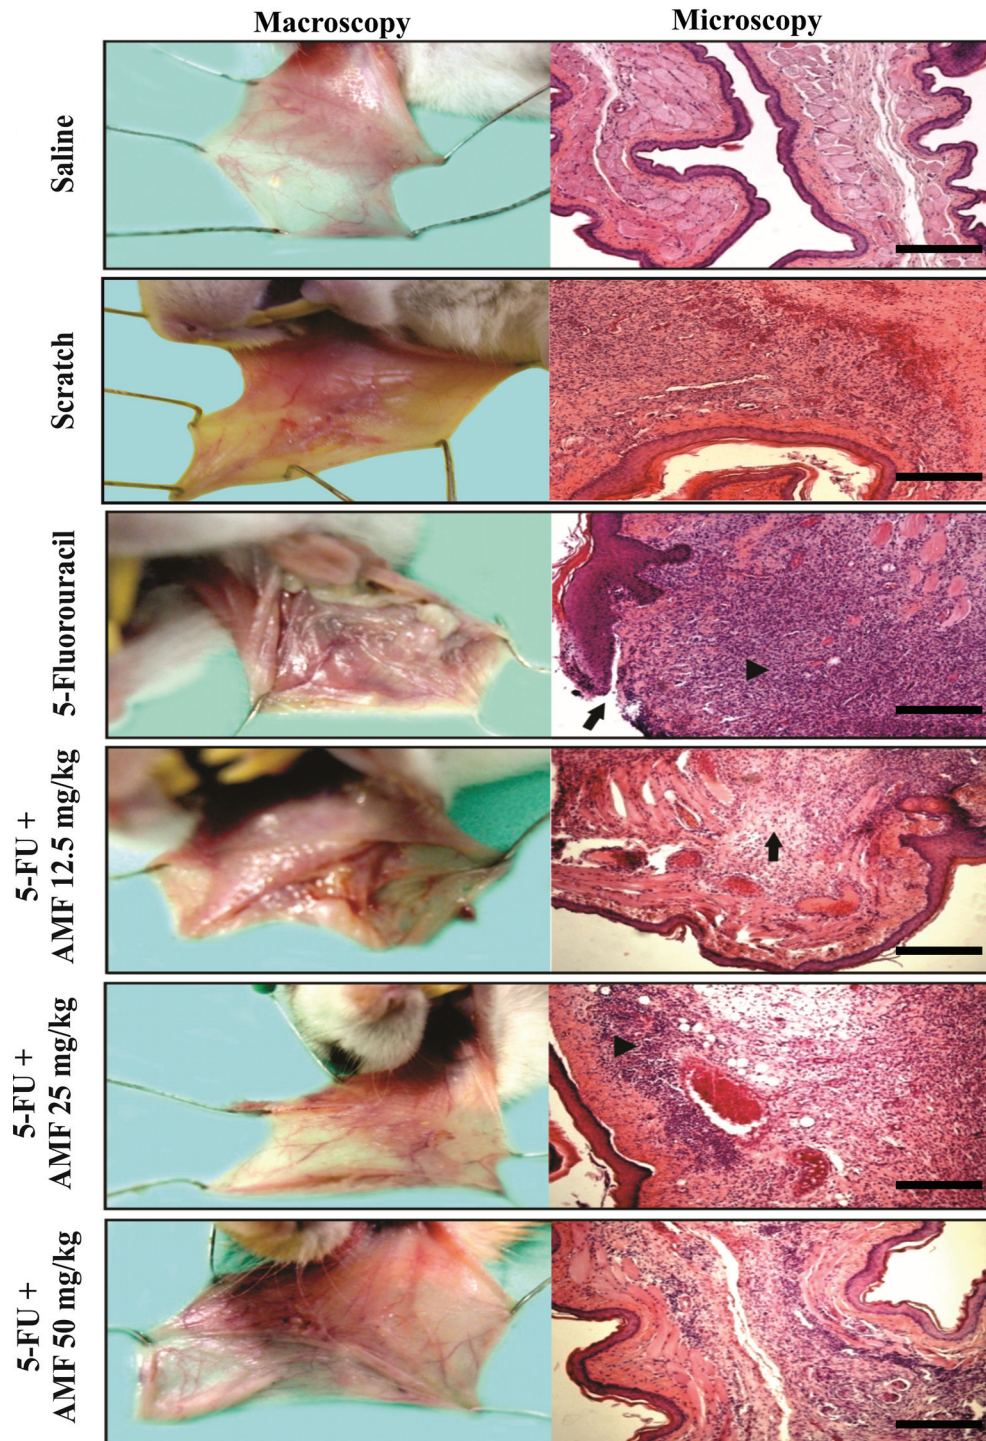 Macroscopy
Microscopy
Saline
Scratch
5-Fluorouracil
5-FU +
AMF 12.5 mg/kg
5-FU +
AMF 25 mg/kg
5-FU +
AMF 50 mg/kg